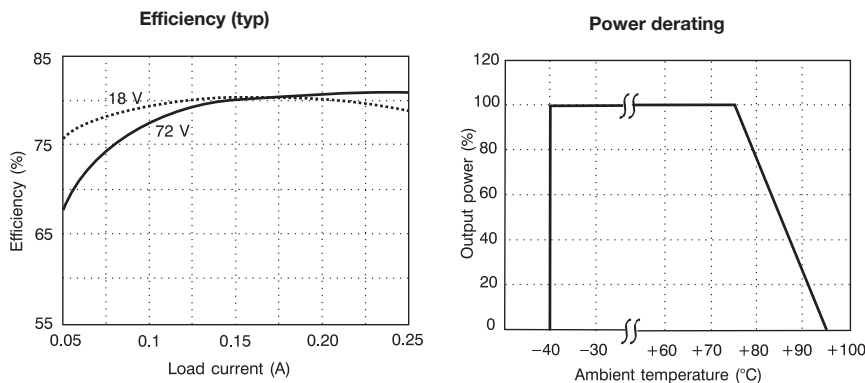 Efficiency (typ)
85
75
65
55
Efficiency (%)
18 V
72 V
0.05
0.1
0.15
0.20
0.25
Load current (A)
Power derating
120
100
80
60
40
20
0
Output power (%)
−40
−30
+60
+70
+80
+90
+100
Ambient temperature (°C)